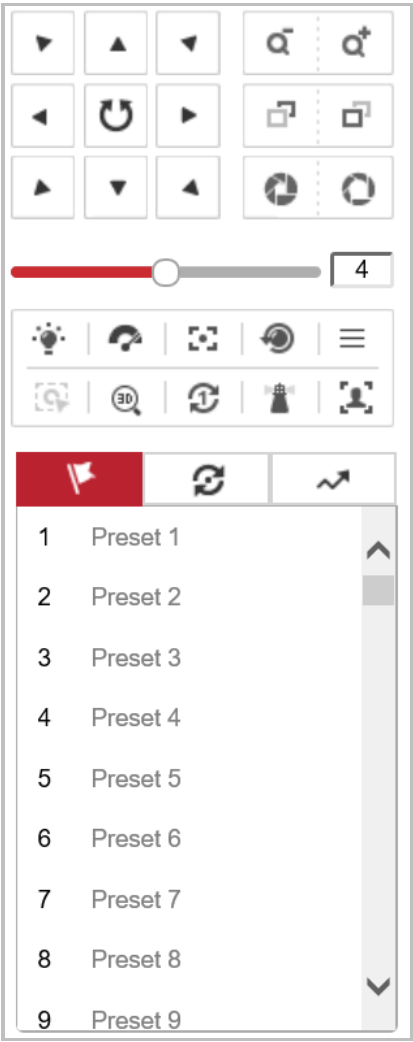 4
3D
1
1 Preset 1
2 Preset 2
3 Preset 3
4 Preset 4
5 Preset 5
6 Preset 6
7 Preset 7
8 Preset 8
9 Preset 9